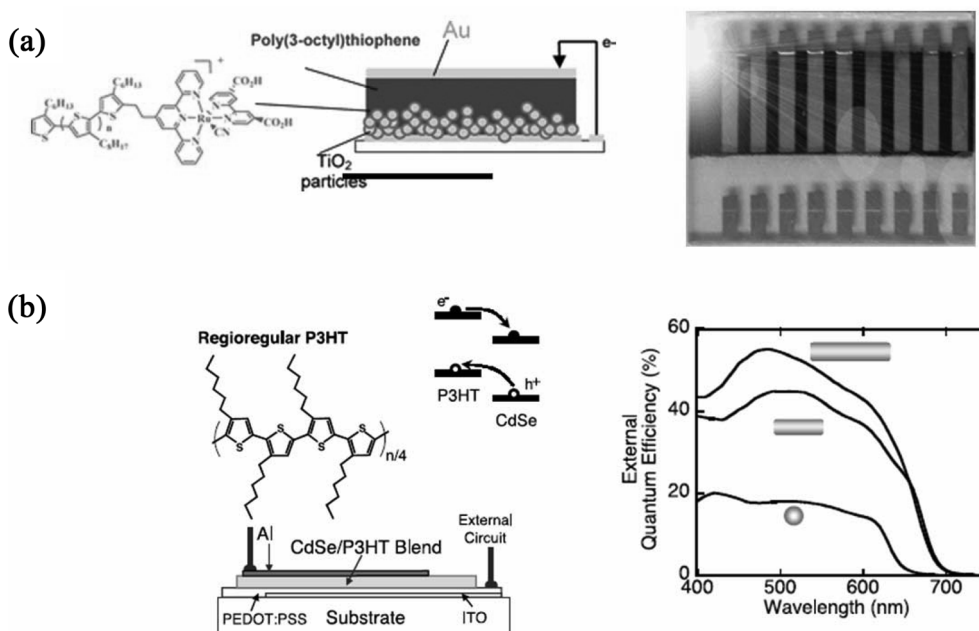 (a)
Poly(3-octyl)thiophene
Au
e-
C6H13
C6H13
S
S
S
S
n
C8H17
+
N
N
N
N
N
N
Ru
CN
CO2H
CO2H
TiO2
particles
(b)
Regioregular P3HT
S
S
S
S
n/4
e-
h+
P3HT
CdSe
Al
CdSe/P3HT Blend
External
Circuit
PEDOT:PSS
Substrate
ITO
External
Quantum Efficiency (%)
60
40
20
0
400
500
600
700
Wavelength (nm)